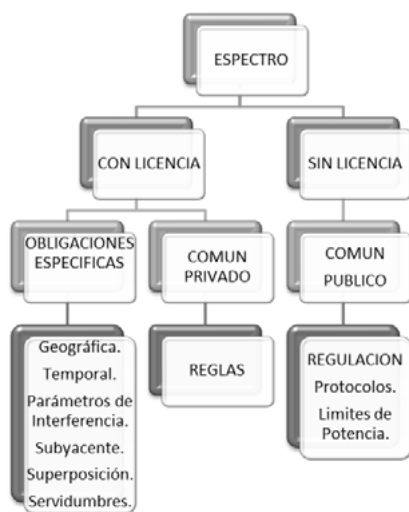 ESPECTRO
CON LICENCIA
SIN LICENCIA
OBLIGACIONES
ESPECIFICAS
COMUN
PRIVADO
COMUN
PUBLICO
Geográfica.
Temporal.
Parámetros de
Interferencia.
Subyacente.
Superposición.
Servidumbres.
REGLAS
REGULACION
Protocolos.
Limites de
Potencia.